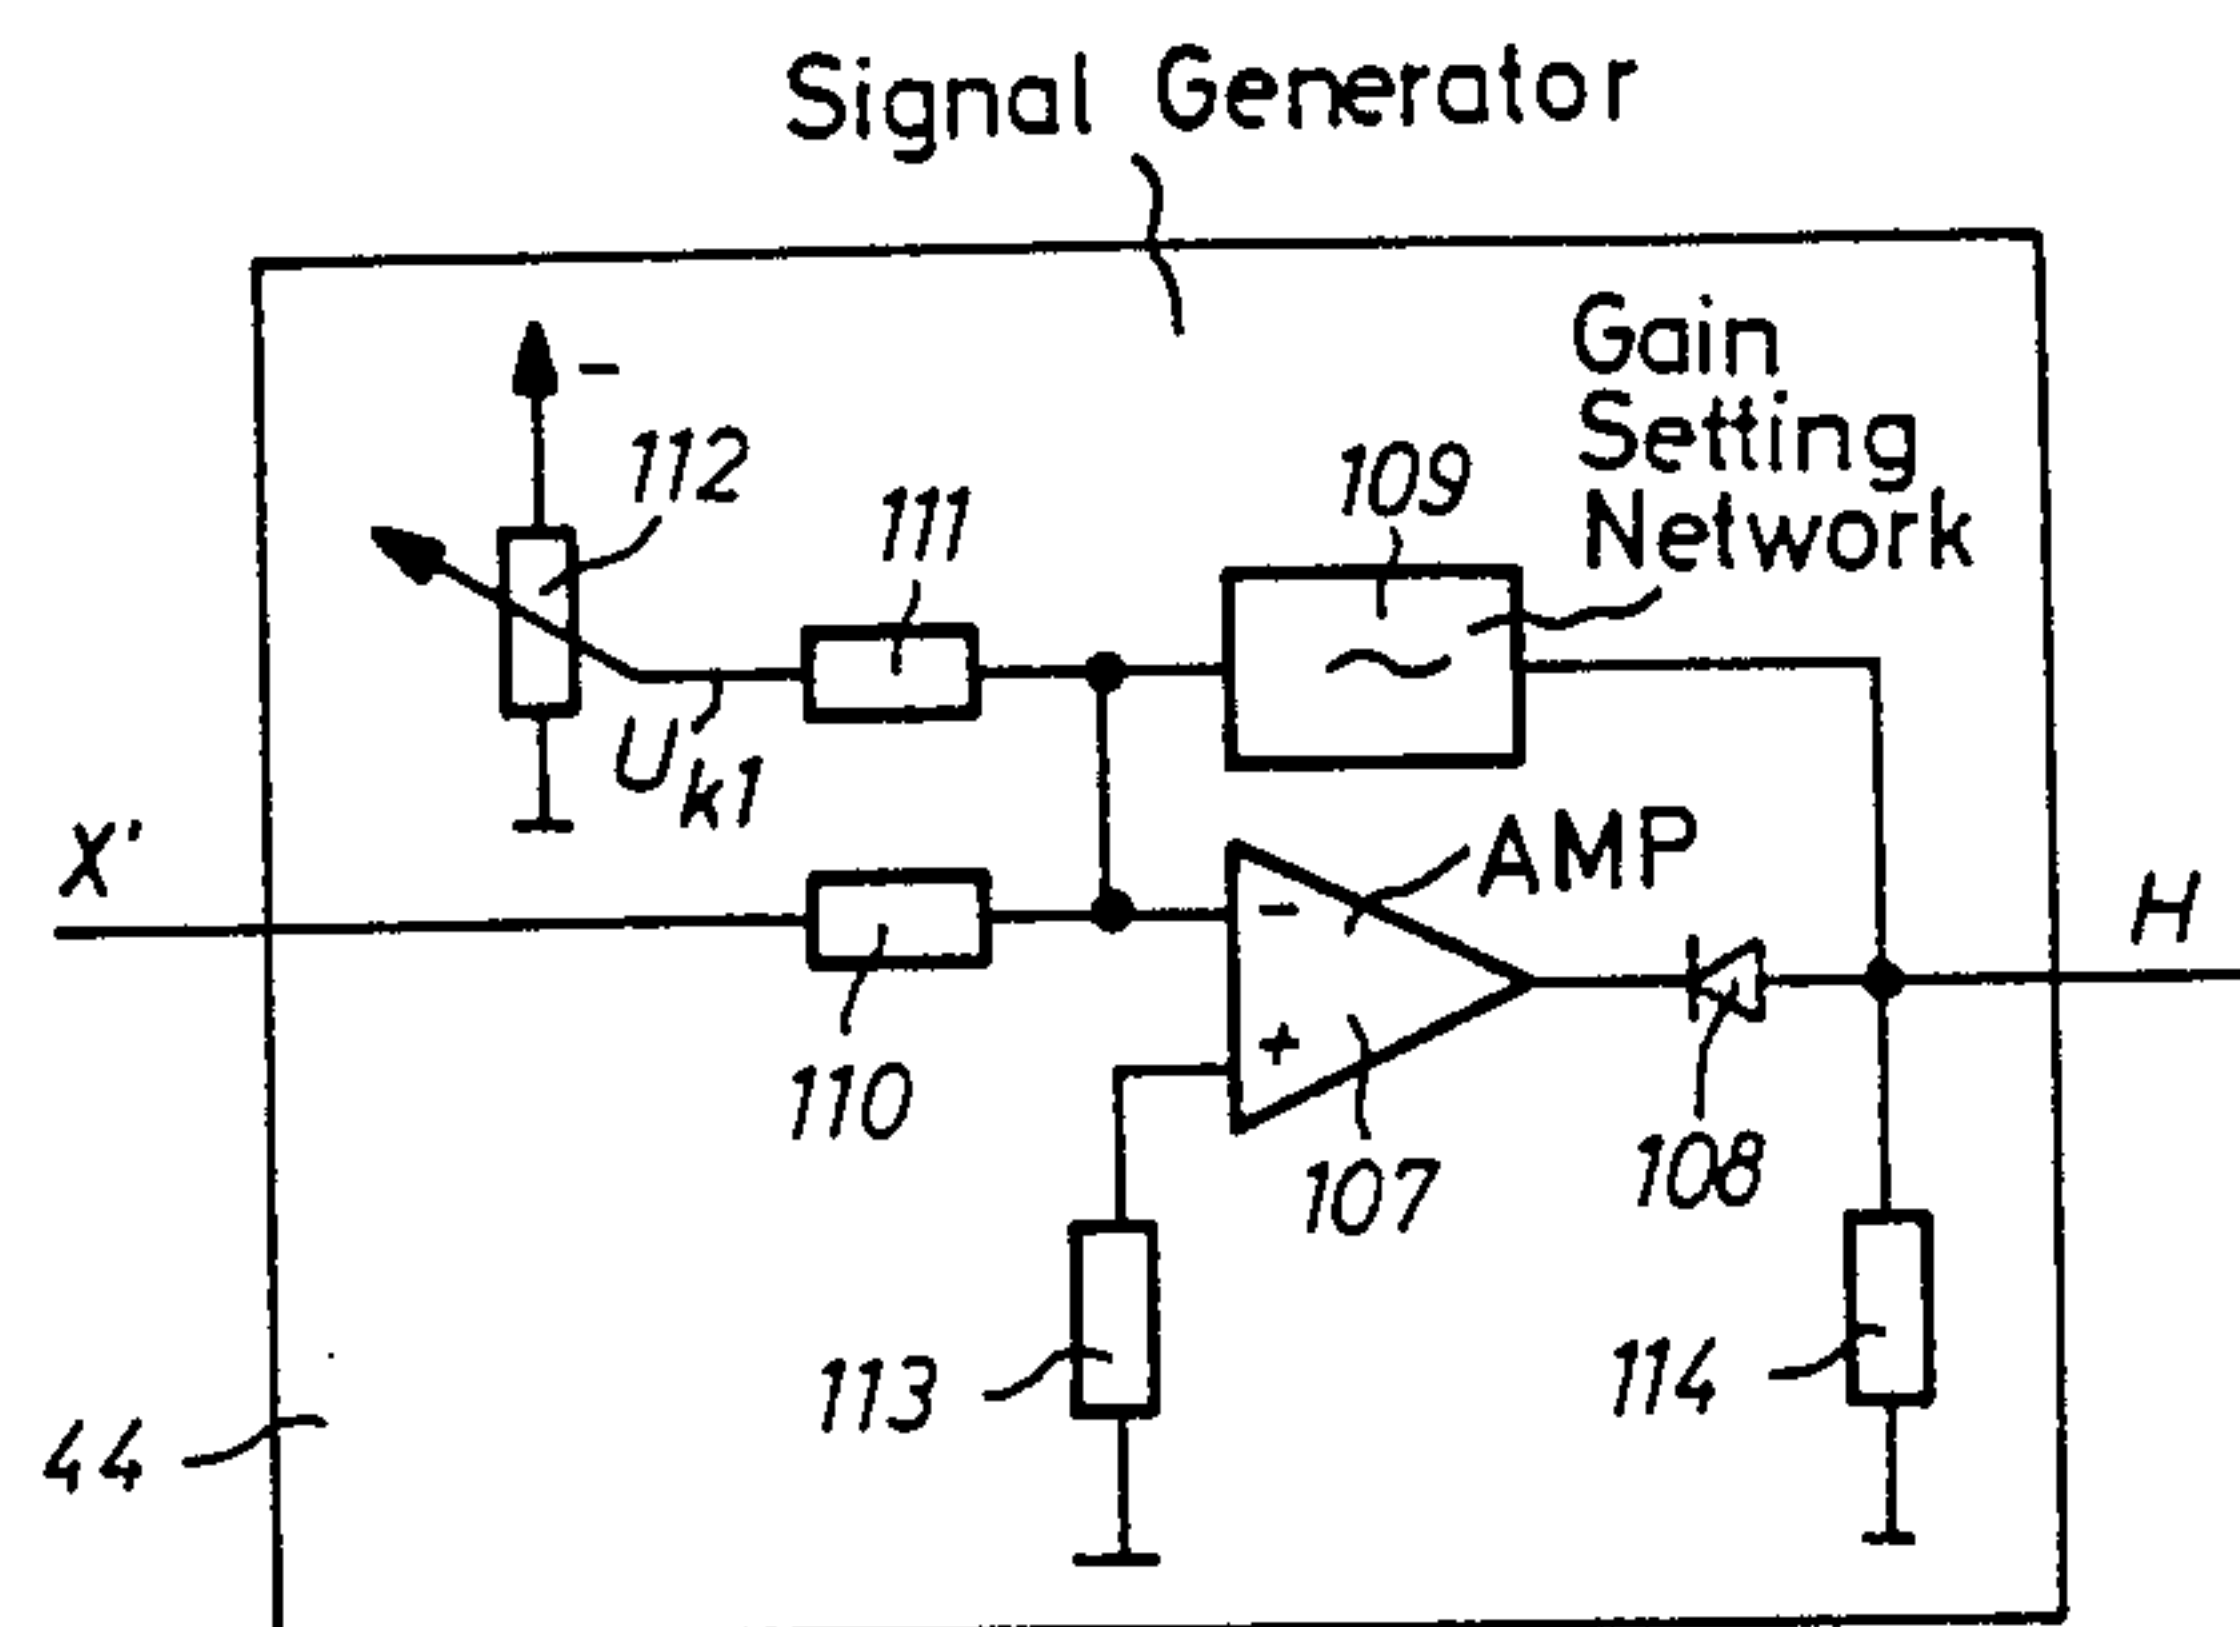 Signal Generator
Gain
Setting
Network
-
112
111
109
U k1
X'
AMP
H
-
+
110
107
108
113
114
44